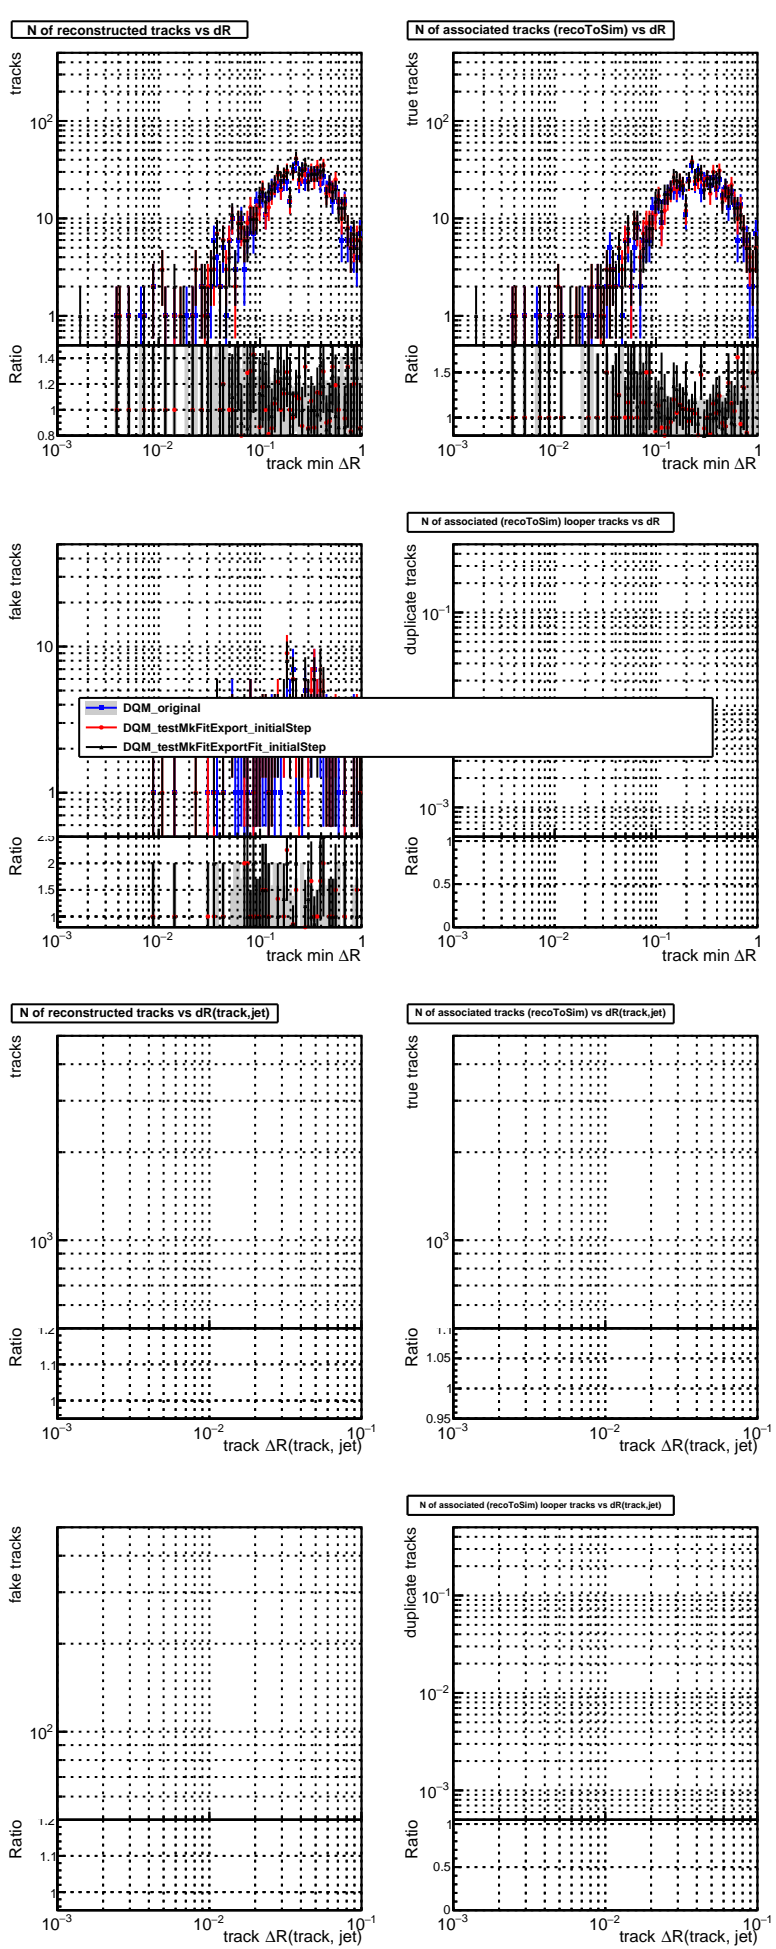 N of reconstructed tracks vs dR
tracks
10²
10
1
Ratio
1.4
1.2
1
0.8
10⁻³ 10⁻² 10⁻¹ 1
track min ΔR
N of associated tracks (recoToSim) vs dR
true tracks
10²
10
1
Ratio
1.5
1
10⁻³ 10⁻² 10⁻¹ 1
track min ΔR
fake tracks
10
1
Ratio
2.5
2
1.5
1
10⁻³ 10⁻² 10⁻¹ 1
track min ΔR
N of associated (recoToSim) looper tracks vs dR
duplicate tracks
10⁻¹
10⁻³
Ratio
1
0.5
0
10⁻³ 10⁻² 10⁻¹ 1
track min ΔR
DQM_original
DQM_testMkFitExport_initialStep
DQM_testMkFitExportFit_initialStep
N of reconstructed tracks vs dR(track,jet)
tracks
10³
Ratio
1.2
1.1
1
10⁻³ 10⁻² 10⁻¹
track ΔR(track, jet)
N of associated tracks (recoToSim) vs dR(track,jet)
true tracks
10³
Ratio
1.1
1.05
1
0.95
10⁻³ 10⁻² 10⁻¹
track ΔR(track, jet)
fake tracks
10²
Ratio
1.2
1.1
1
10⁻³ 10⁻² 10⁻¹
track ΔR(track, jet)
N of associated (recoToSim) looper tracks vs dR(track,jet)
duplicate tracks
10⁻¹
10⁻²
10⁻³
Ratio
1
0.5
0
10⁻³ 10⁻² 10⁻¹
track ΔR(track, jet)